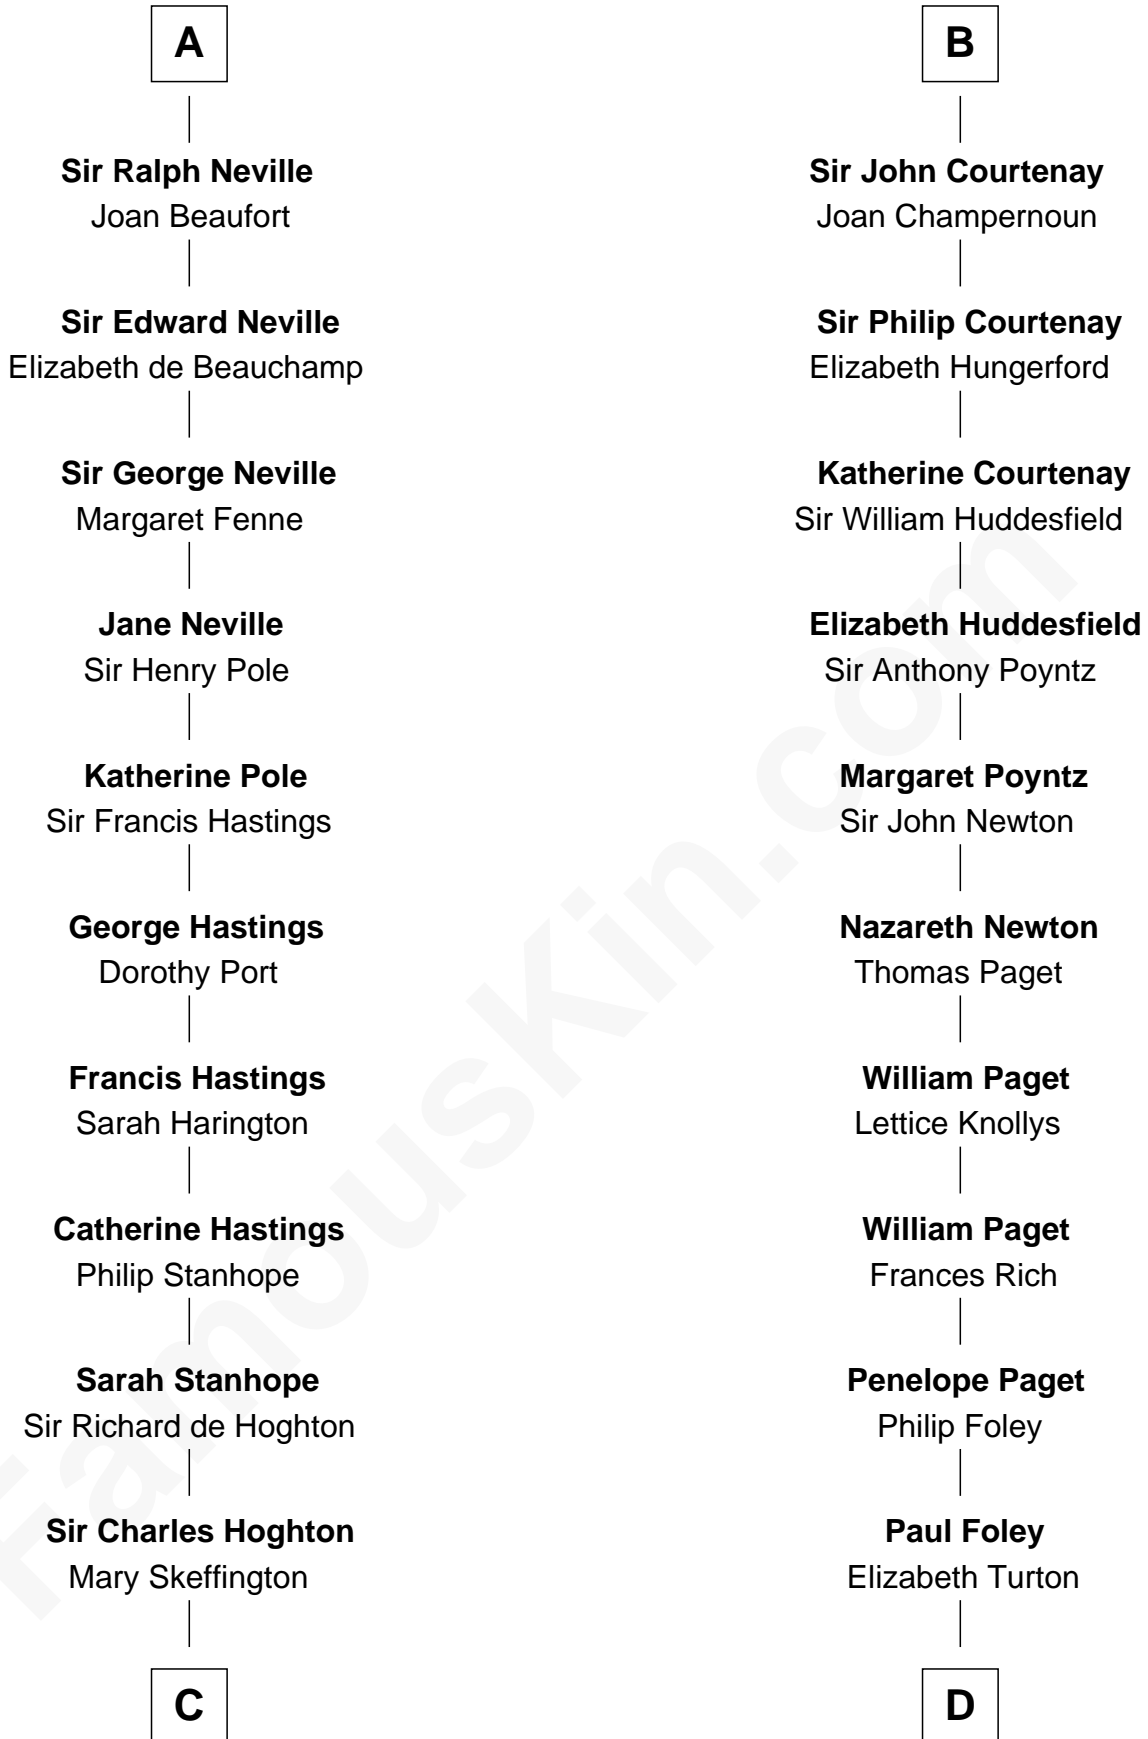 A
Sir Ralph Neville
Joan Beaufort
Sir Edward Neville
Elizabeth de Beauchamp
Sir George Neville
Margaret Fenne
Jane Neville
Sir Henry Pole
Katherine Pole
Sir Francis Hastings
George Hastings
Dorothy Port
Francis Hastings
Sarah Harington
Catherine Hastings
Philip Stanhope
Sarah Stanhope
Sir Richard de Hoghton
Sir Charles Hoghton
Mary Skeffington
C
B
Sir John Courtenay
Joan Champernoun
Sir Philip Courtenay
Elizabeth Hungerford
Katherine Courtenay
Sir William Huddesfield
Elizabeth Huddesfield
Sir Anthony Poyntz
Margaret Poyntz
Sir John Newton
Nazareth Newton
Thomas Paget
William Paget
Lettice Knollys
William Paget
Frances Rich
Penelope Paget
Philip Foley
Paul Foley
Elizabeth Turton
D
FamousKin.com